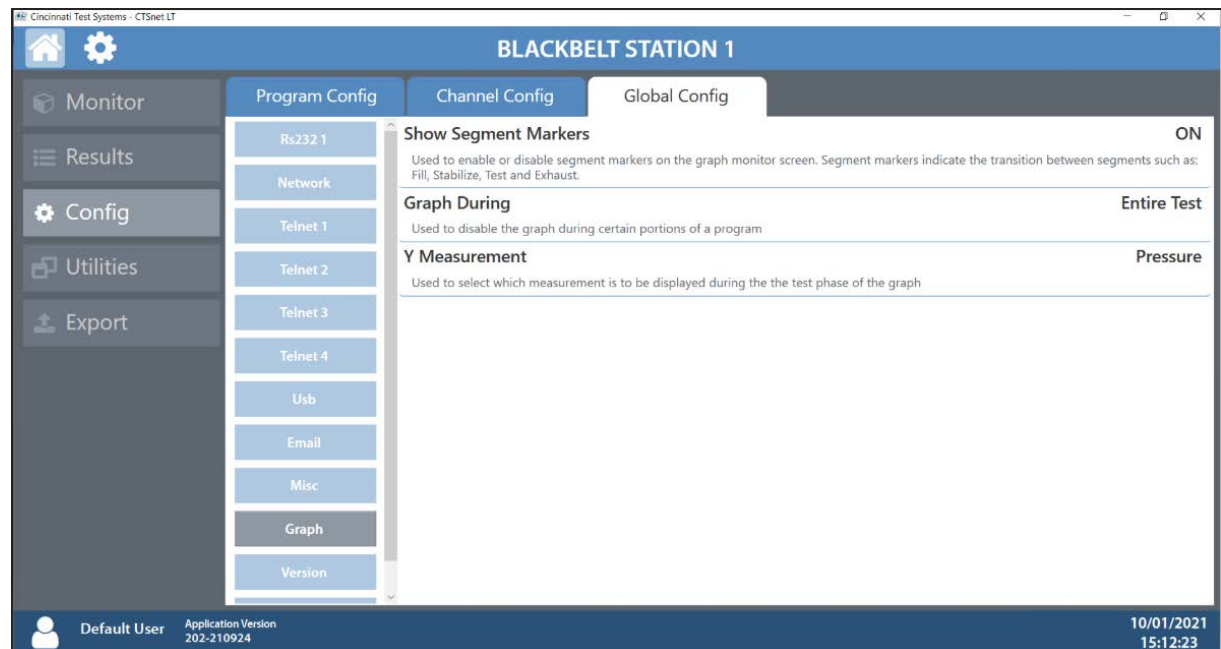 Cincinnati Test Systems - CTSnet LT
BLACKBELT STATION 1
Monitor
Results
Config
Utilities
Export
Program Config
Channel Config
Global Config
Rs232 1
Network
Telnet 1
Telnet 2
Telnet 3
Telnet 4
Usb
Email
Misc
Graph
Version
Show Segment Markers ON
Used to enable or disable segment markers on the graph monitor screen. Segment markers indicate the transition between segments such as:
Fill, Stabilize, Test and Exhaust.
Graph During Entire Test
Used to disable the graph during certain portions of a program
Y Measurement Pressure
Used to select which measurement is to be displayed during the the test phase of the graph
Default User
Application Version
202-210924
10/01/2021
15:12:23